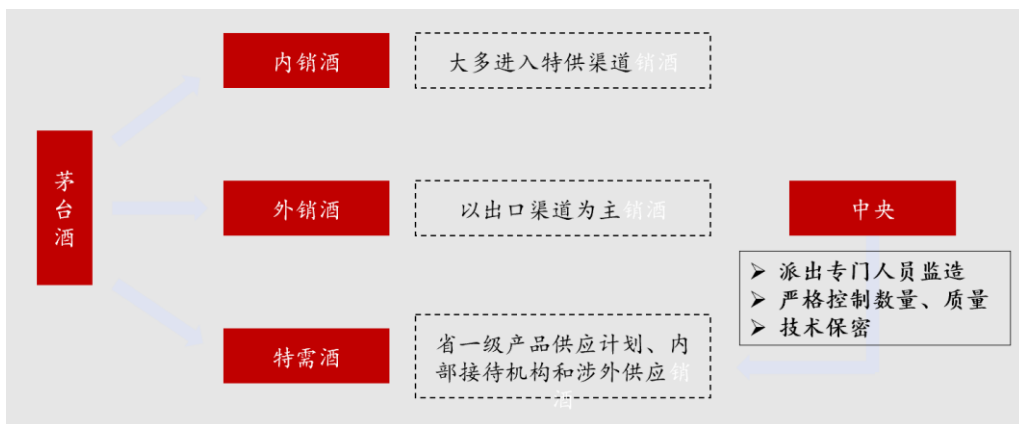 内销酒
大多进入特供渠道销酒
茅
台
酒
外销酒
以出口渠道为主销酒
中央
➢ 派出专门人员监造
➢ 严格控制数量、质量
➢ 技术保密
特需酒
省一级产品供应计划、内
部接待机构和涉外供应销
酒